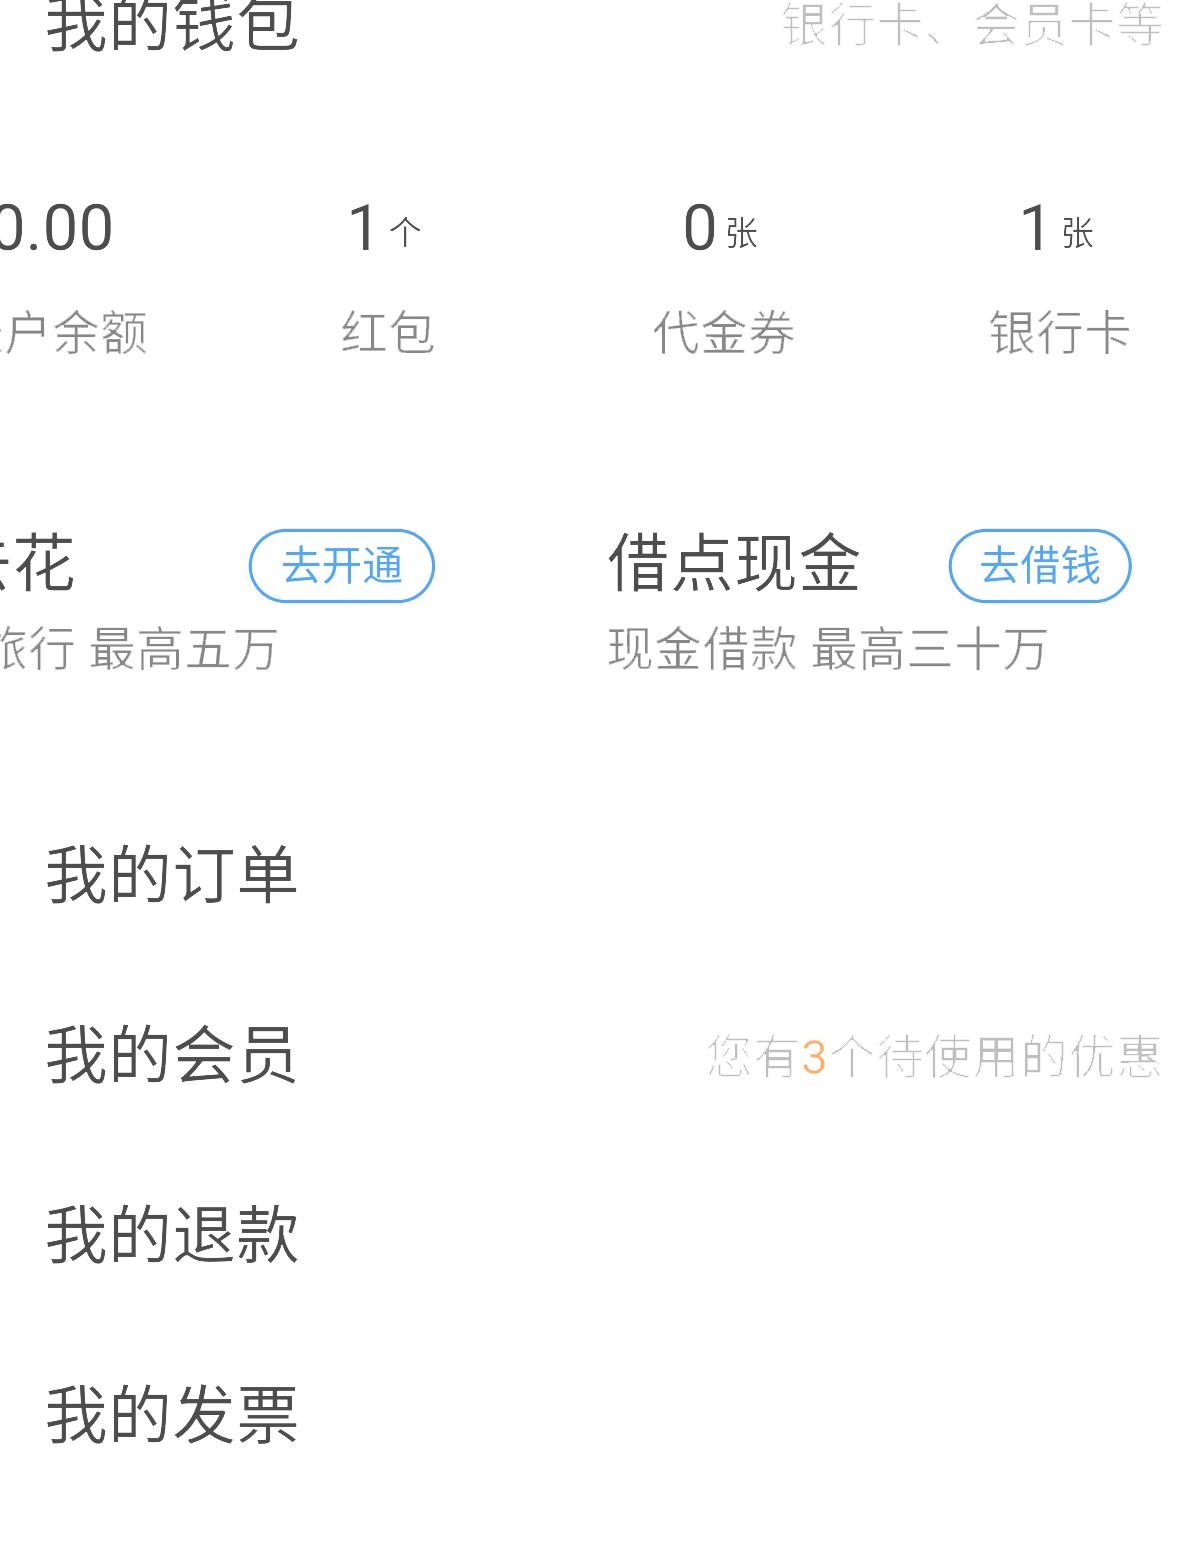 我的钱包 银行卡、会员卡等
0.00 1个 0张 1张
户余额 红包 代金券 银行卡
去花 去开通 借点现金 去借钱
旅行 最高五万 现金借款 最高三十万
我的订单
我的会员 您有3个待使用的优惠
我的退款
我的发票